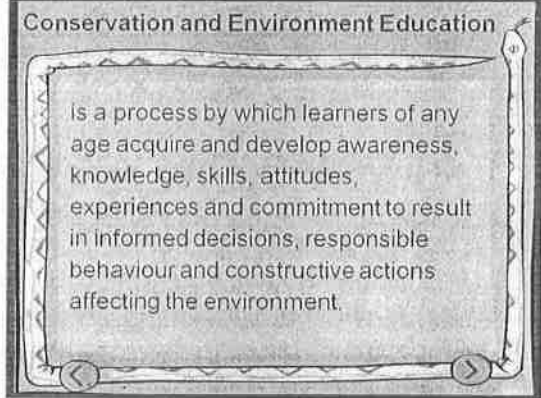 Conservation and Environment Education
is a process by which learners of any
age acquire and develop awareness,
knowledge, skills, attitudes,
experiences and commitment to result
in informed decisions, responsible
behaviour and constructive actions
affecting the environment.